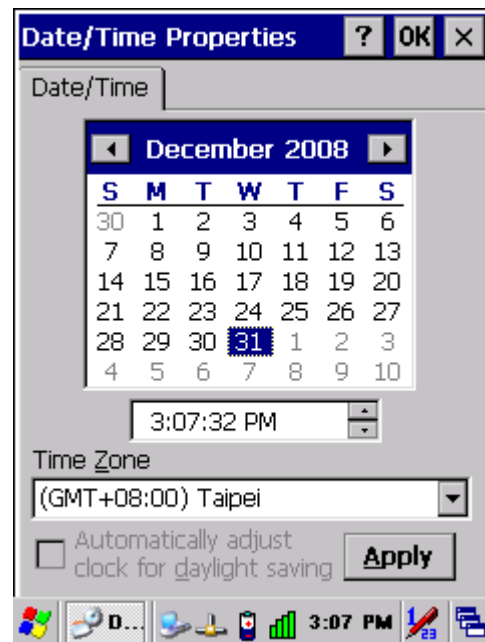 Date/Time Properties ? OK ×
Date/Time
December 2008
S M T W T F S
30 1 2 3 4 5 6
7 8 9 10 11 12 13
14 15 16 17 18 19 20
21 22 23 24 25 26 27
28 29 30 31 1 2 3
4 5 6 7 8 9 10
3:07:32 PM
Time Zone
(GMT+08:00) Taipei
Automatically adjust
clock for daylight saving
Apply
D... 3:07 PM 1/23